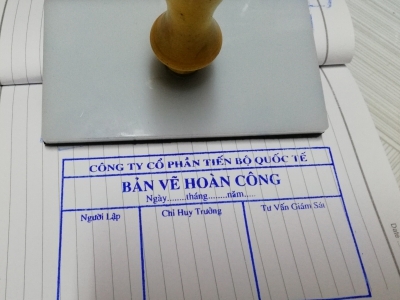 CÔNG TY CỔ PHẦN TIẾN BỘ QUỐC TẾ
BẢN VẼ HOÀN CÔNG
Ngày........tháng........năm.....
Người Lập
Chỉ Huy Trưởng
Tư Vấn Giám Sát
Date